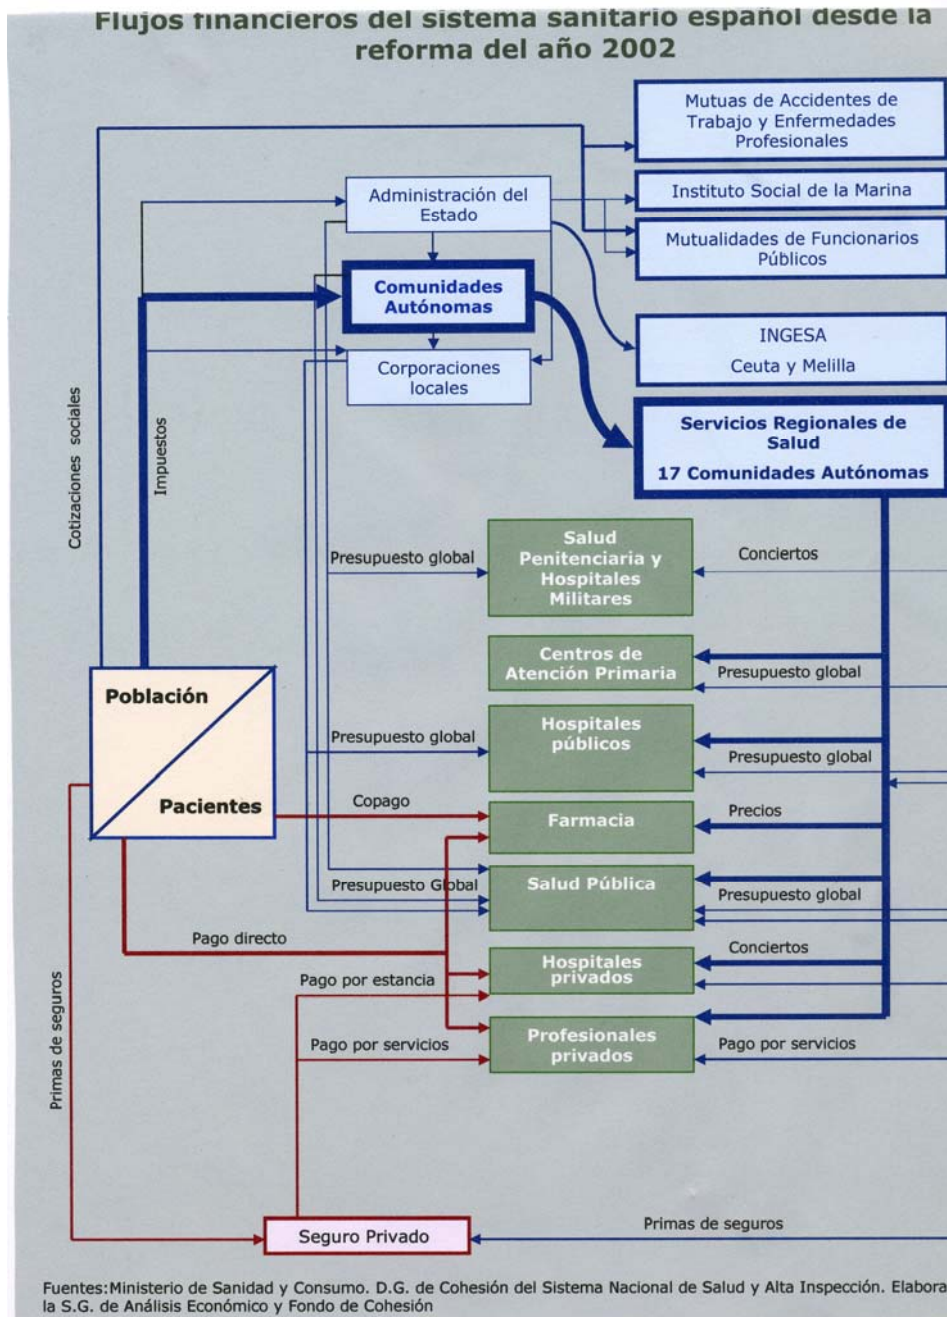 Flujos financieros del sistema sanitario español desde la
reforma del año 2002
Mutuas de Accidentes de
Trabajo y Enfermedades
Profesionales
Administración del
Estado
Instituto Social de la Marina
Mutualidades de Funcionarios
Públicos
Comunidades
Autónomas
INGESA
Ceuta y Melilla
Corporaciones
locales
Servicios Regionales de
Salud
17 Comunidades Autónomas
Cotizaciones sociales
Impuestos
Presupuesto global
Salud
Penitenciaria y
Hospitales
Militares
Conciertos
Centros de
Atención Primaria
Presupuesto global
Población
Pacientes
Presupuesto global
Hospitales
públicos
Presupuesto global
Copago
Farmacia
Precios
Presupuesto Global
Salud Pública
Presupuesto global
Pago directo
Hospitales
privados
Conciertos
Pago por estancia
Pago por servicios
Profesionales
privados
Pago por servicios
Primas de seguros
Seguro Privado
Primas de seguros
Fuentes:Ministerio de Sanidad y Consumo. D.G. de Cohesión del Sistema Nacional de Salud y Alta Inspección. Elabora
la S.G. de Análisis Económico y Fondo de Cohesión